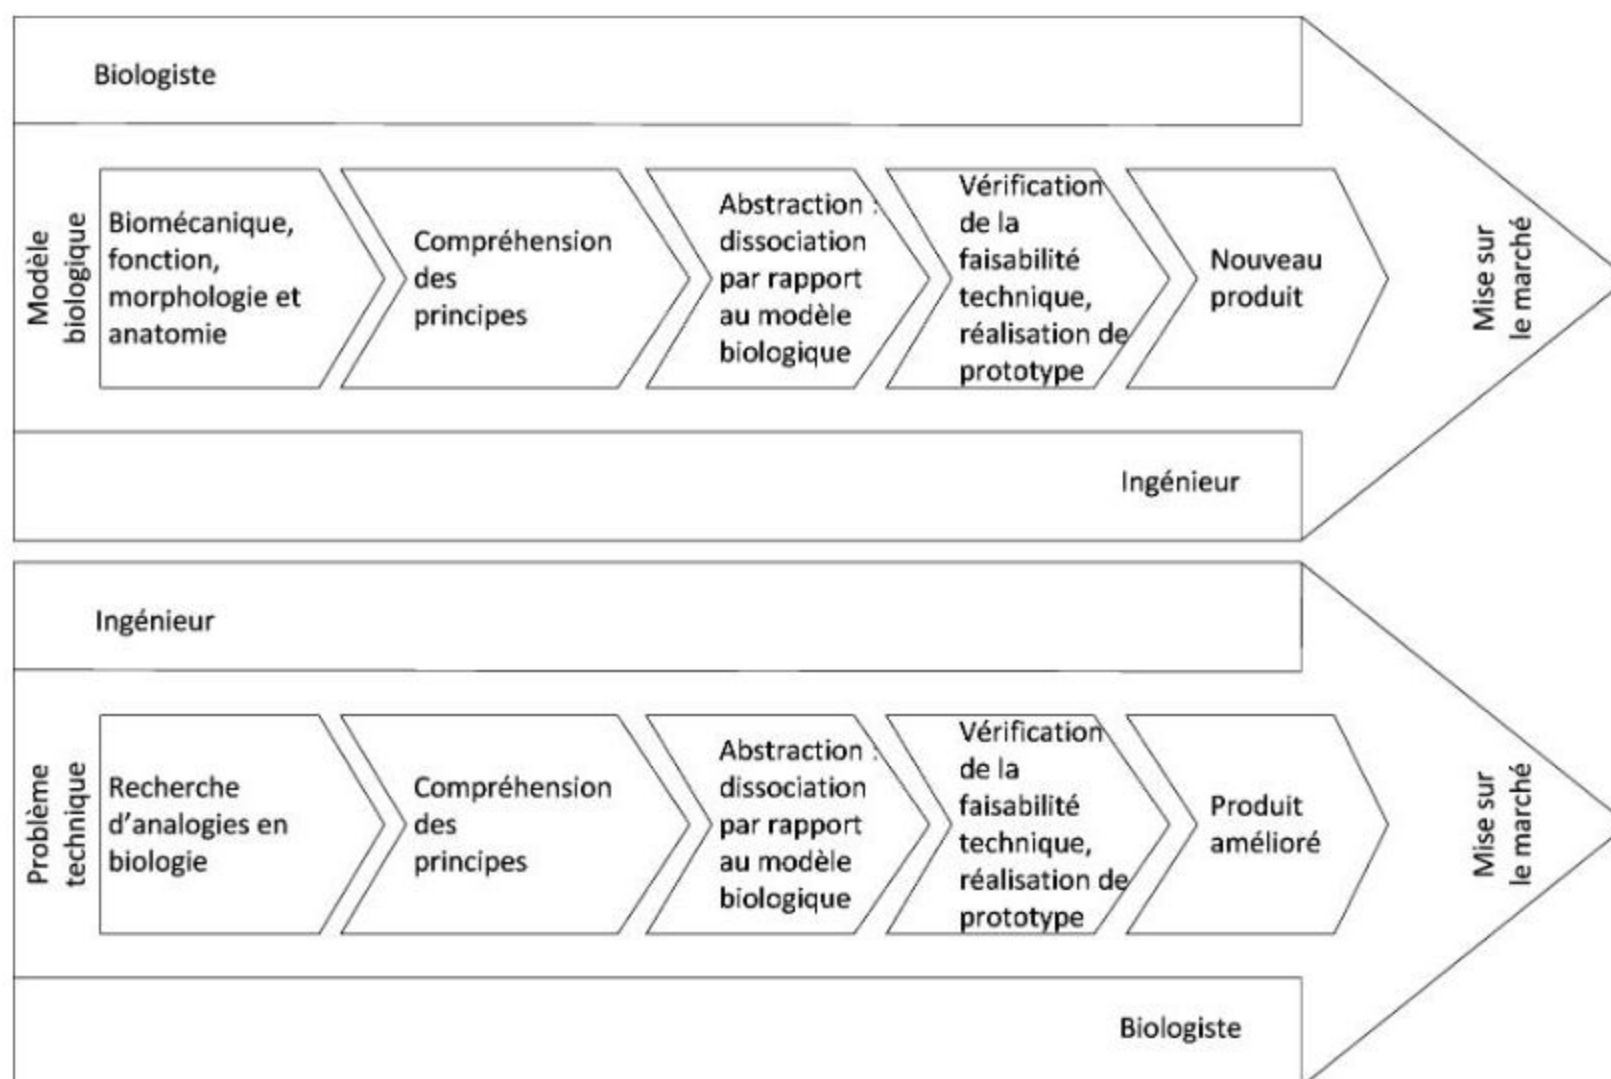 Biologiste
Modèle
biologique
Biomécanique,
fonction,
morphologie et
anatomie
Compréhension
des
principes
Abstraction :
dissociation
par rapport
au modèle
biologique
Vérification
de la
faisabilité
technique,
réalisation de
prototype
Nouveau
produit
Mise sur
le marché
Ingénieur
Ingénieur
Problème
technique
Recherche
d’analogies en
biologie
Compréhension
des
principes
Abstraction :
dissociation
par rapport
au modèle
biologique
Vérification
de la
faisabilité
technique,
réalisation de
prototype
Produit
amélioré
Mise sur
le marché
Biologiste